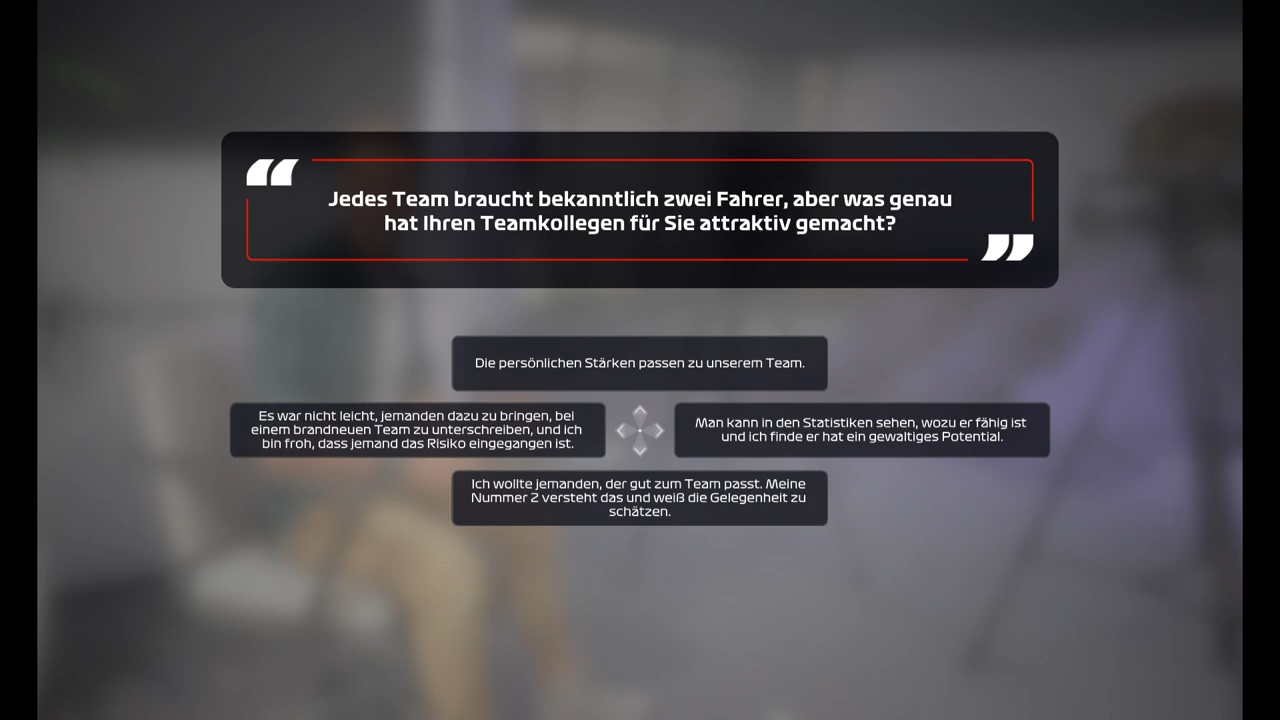 Jedes Team braucht bekanntlich zwei Fahrer, aber was genau
hat Ihren Teamkollegen für Sie attraktiv gemacht?
Die persönlichen Stärken passen zu unserem Team.
Es war nicht leicht, jemanden dazu zu bringen, bei
einem brandneuen Team zu unterschreiben, und ich
bin froh, dass jemand das Risiko eingegangen ist.
Man kann in den Statistiken sehen, wozu er fähig ist
und ich finde er hat ein gewaltiges Potential.
Ich wollte jemanden, der gut zum Team passt. Meine
Nummer 2 versteht das und weiß die Gelegenheit zu
schätzen.